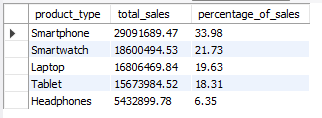 product_type total_sales percentage_of_sales
Smartphone 29091689.47 33.98
Smartwatch 18600494.53 21.73
Laptop 16806469.84 19.63
Tablet 15673984.52 18.31
Headphones 5432899.78 6.35